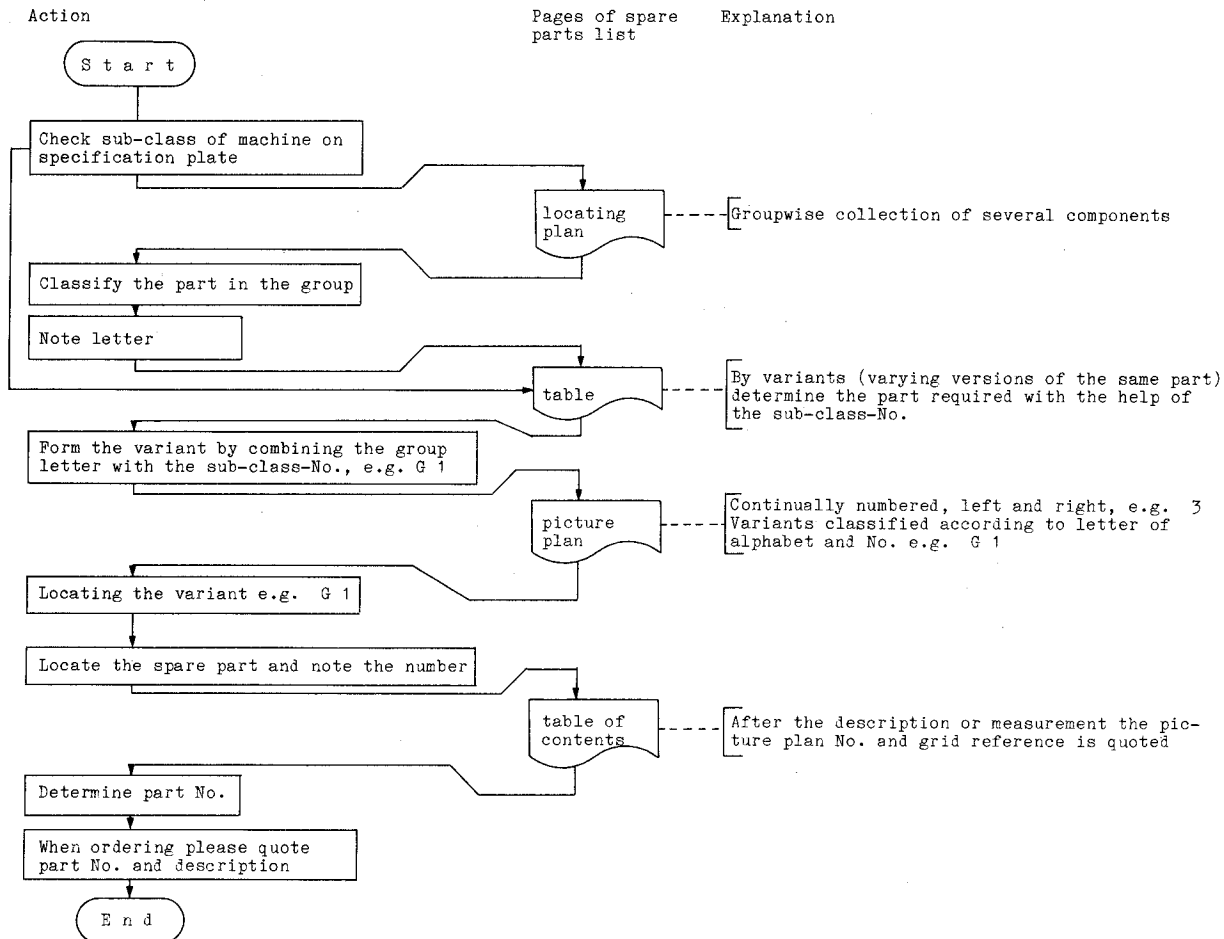 Action
Pages of spare
parts list
Explanation
S t a r t
Check sub-class of machine on
specification plate
locating
plan
Groupwise collection of several components
Classify the part in the group
Note letter
table
By variants (varying versions of the same part)
determine the part required with the help of
the sub-class-No.
Form the variant by combining the group
letter with the sub-class-No., e.g. G 1
picture
plan
Continually numbered, left and right, e.g. 3
Variants classified according to letter of
alphabet and No. e.g. G 1
Locating the variant e.g. G 1
Locate the spare part and note the number
table of
contents
After the description or measurement the pic-
ture plan No. and grid reference is quoted
Determine part No.
When ordering please quote
part No. and description
E n d